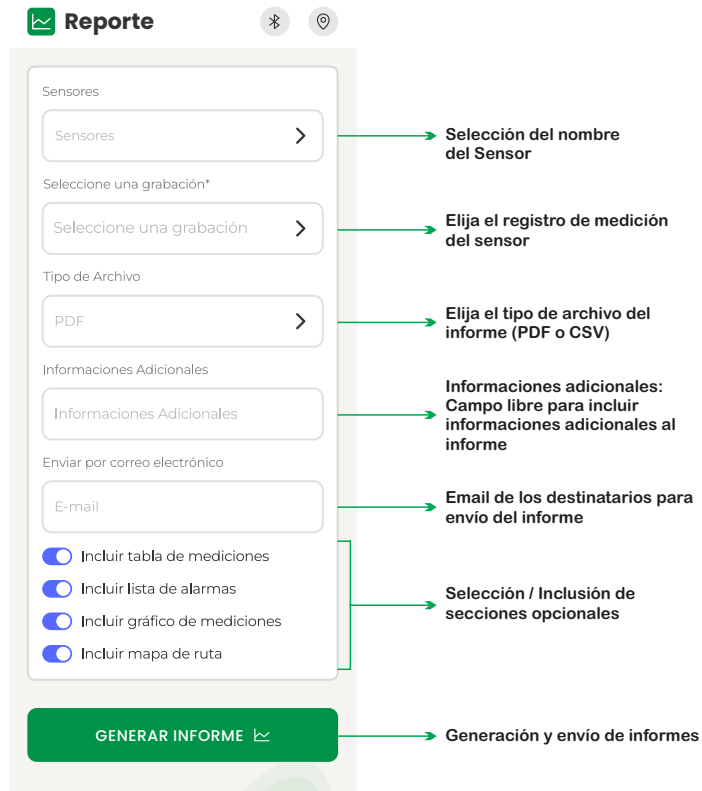 Reporte
Sensores
Sensores
Selección del nombre
del Sensor
Seleccione una grabación*
Seleccione una grabación
Elija el registro de medición
del sensor
Tipo de Archivo
PDF
Elija el tipo de archivo del
informe (PDF o CSV)
Informaciones Adicionales
Informaciones Adicionales
Informaciones adicionales:
Campo libre para incluir
informaciones adicionales al
informe
Enviar por correo electrónico
E-mail
Email de los destinatarios para
envío del informe
Incluir tabla de mediciones
Incluir lista de alarmas
Incluir gráfico de mediciones
Incluir mapa de ruta
Selección / Inclusión de
secciones opcionales
GENERAR INFORME
Generación y envío de informes